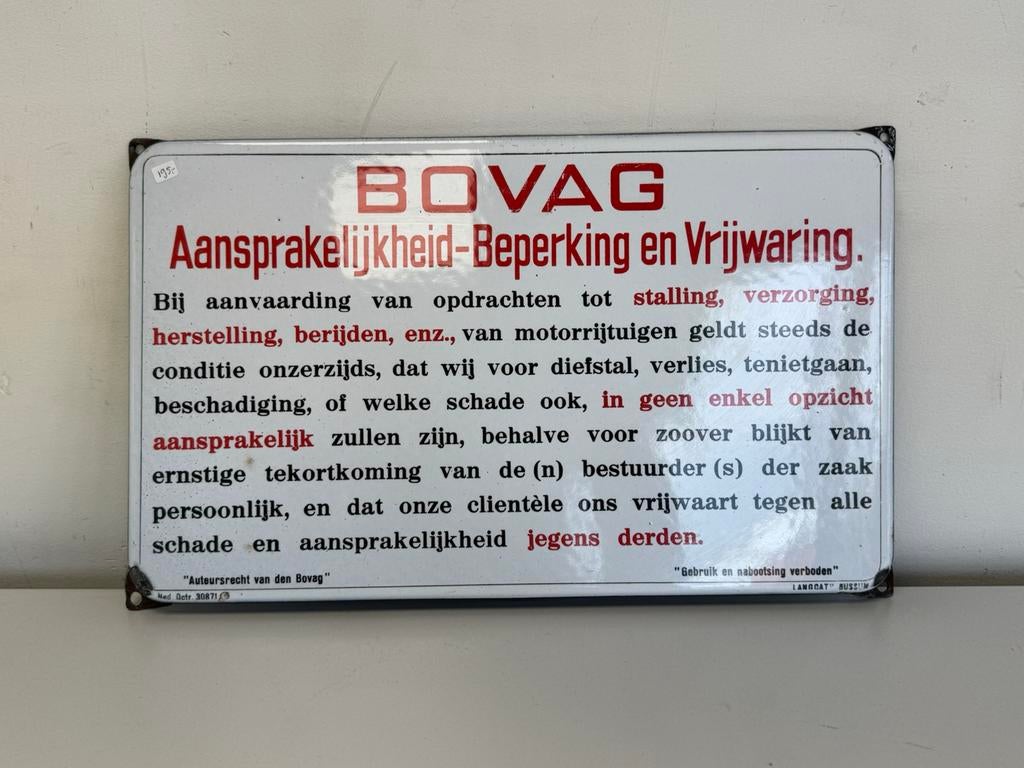 195.-
BOVAG
Aansprakelijkheid-Beperking en Vrijwaring.
Bij aanvaarding van opdrachten tot stalling, verzorging,
herstelling, berijden, enz., van motorrijtuigen geldt steeds de
conditie onzerzijds, dat wij voor diefstal, verlies, tenietgaan,
beschadiging, of welke schade ook, in geen enkel opzicht
aansprakelijk zullen zijn, behalve voor zoover blijkt van
ernstige tekortkoming van de (n) bestuurder (s) der zaak
persoonlijk, en dat onze clientèle ons vrijwaart tegen alle
schade en aansprakelijkheid jegens derden.
"Auteursrecht van den Bovag" "Gebruik en nabootsing verboden"
Ned. Octr. 30871 LANGCAT" BUSSUM